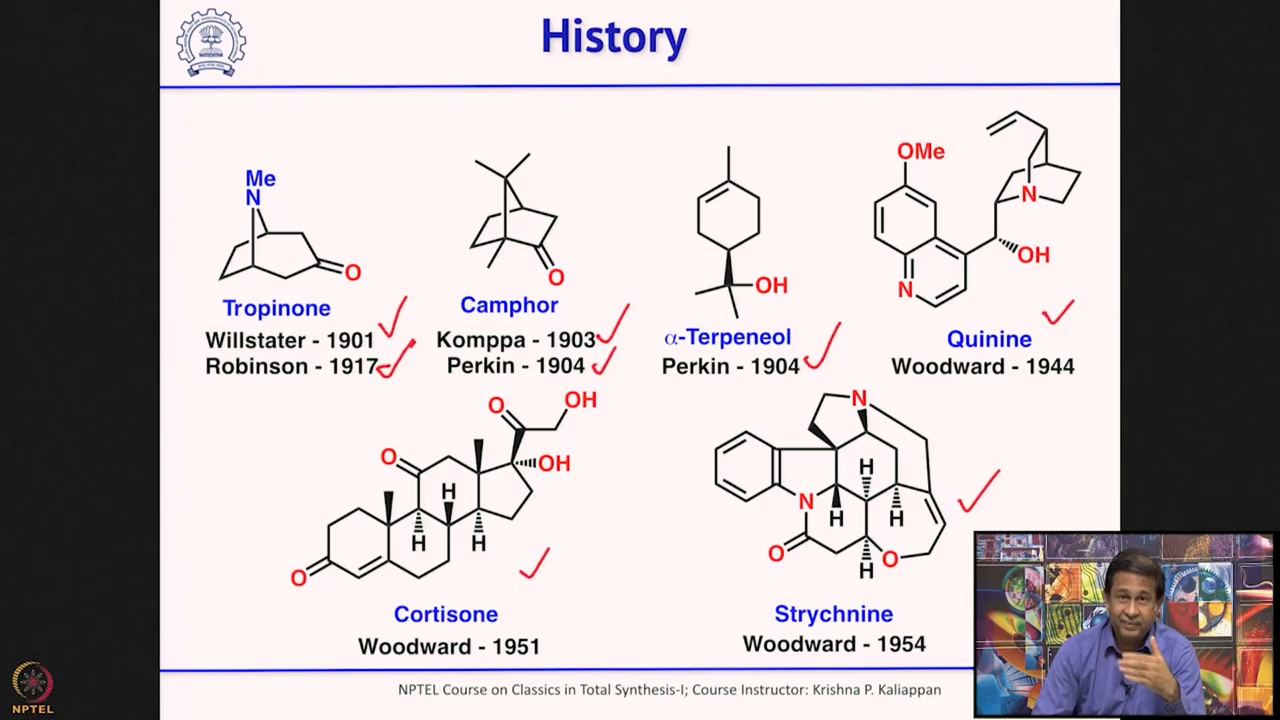 History
Me
N
O
Tropinone
Willstater - 1901
Robinson - 1917
O
Camphor
Komppa - 1903
Perkin - 1904
OH
α-Terpeneol
Perkin - 1904
OMe
N
OH
N
Quinine
Woodward - 1944
O
OH
O
OH
H
H
H
O
Cortisone
Woodward - 1951
N
H
N
H
H
O
O
H
Strychnine
Woodward - 1954
NPTEL Course on Classics in Total Synthesis-I; Course Instructor: Krishna P. Kaliappan
NPTEL